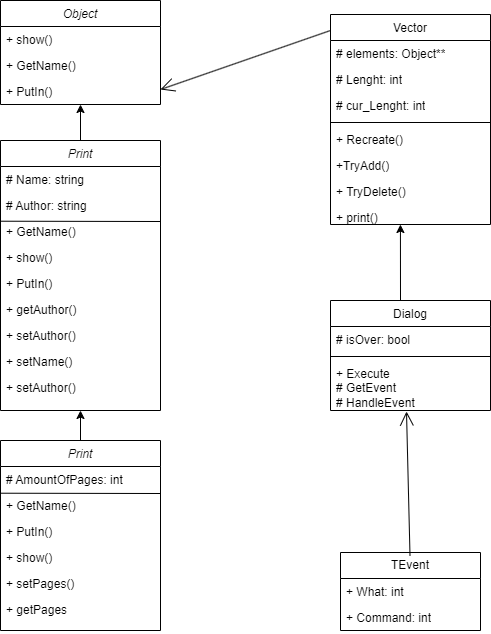 Object
+ show()
+ GetName()
+ PutIn()
Print
# Name: string
# Author: string
+ GetName()
+ show()
+ PutIn()
+ getAuthor()
+ setAuthor()
+ setName()
+ setAuthor()
Print
# AmountOfPages: int
+ GetName()
+ PutIn()
+ show()
+ setPages()
+ getPages
Vector
# elements: Object**
# Lenght: int
# cur_Lenght: int
+ Recreate()
+TryAdd()
+ TryDelete()
+ print()
Dialog
# isOver: bool
+ Execute
# GetEvent
# HandleEvent
TEvent
+ What: int
+ Command: int